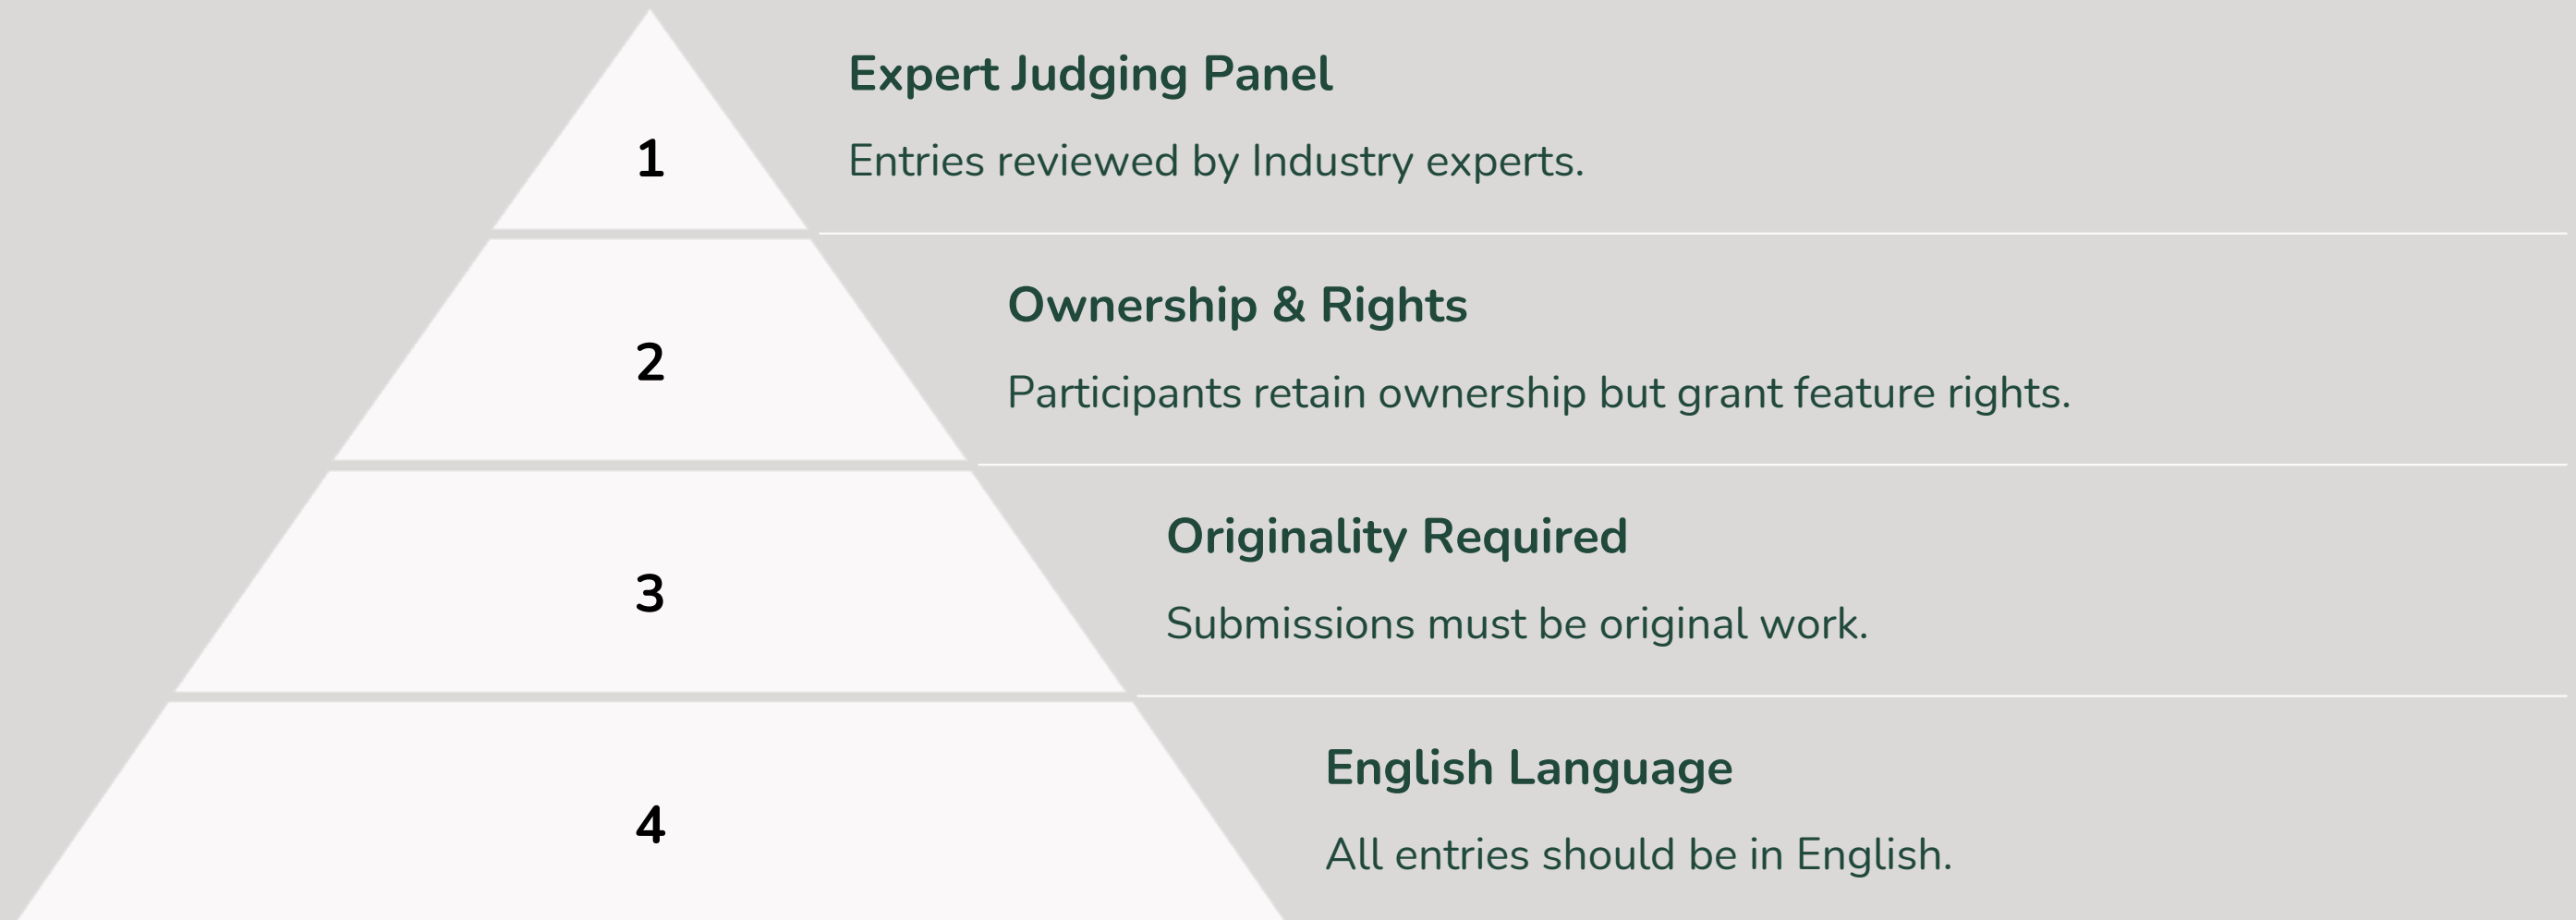 1
Expert Judging Panel
Entries reviewed by Industry experts.
2
Ownership & Rights
Participants retain ownership but grant feature rights.
3
Originality Required
Submissions must be original work.
4
English Language
All entries should be in English.